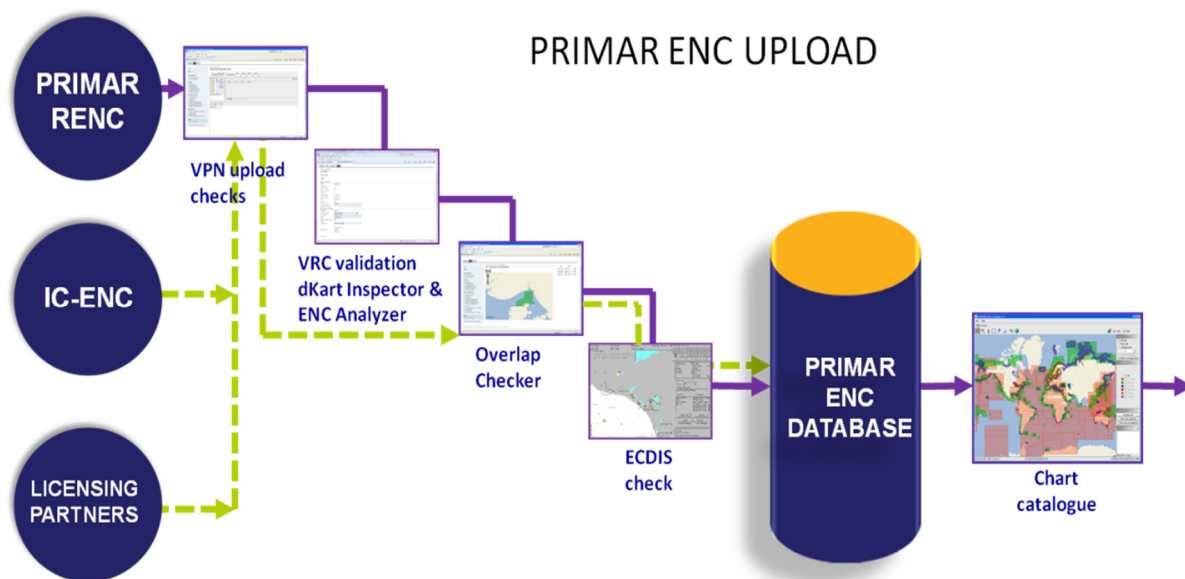 PRIMAR ENC UPLOAD
PRIMAR
RENC
VPN upload
checks
IC-ENC
VRC validation
dKart Inspector &
ENC Analyzer
Overlap
Checker
ECDIS
check
LICENSING
PARTNERS
PRIMAR
ENC
DATABASE
Chart
catalogue